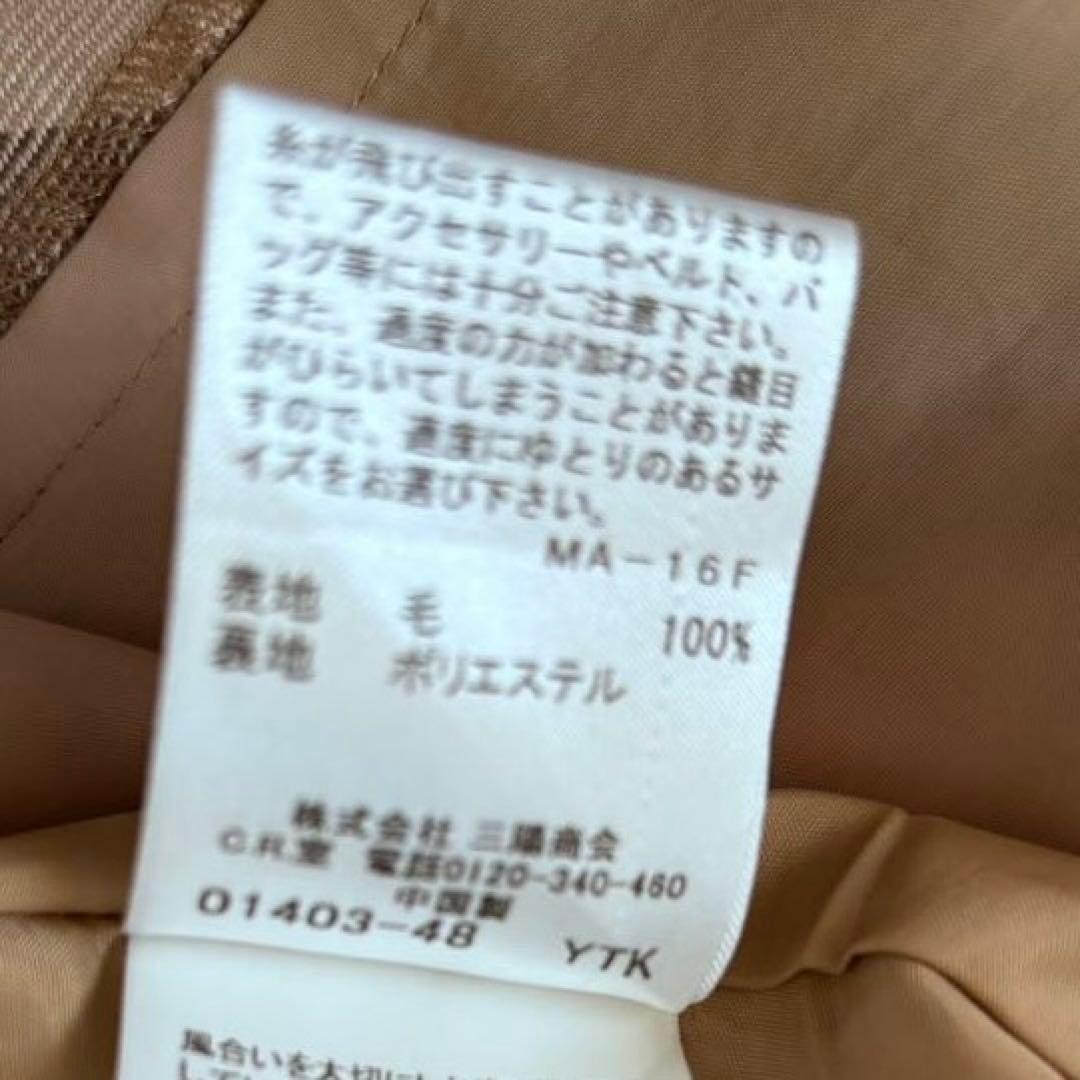 糸が飛び出すことがありますの
で、アクセサリーやベルト、バ
ッグ等には十分ご注意下さい。
また、過度の力が加わると縫目
がひらいてしまうことがありま
すので、適度にゆとりのあるサ
イズをお選び下さい。
MA-16F
表地 毛 100%
裏地 ポリエステル
株式会社 三陽商会
C.R.室 電話0120-340-460
中国製
01403-48 YTK
風合いを大切に